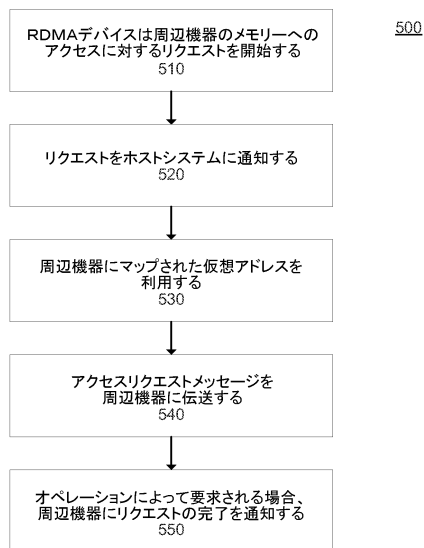 500
RDMAデバイスは周辺機器のメモリーへの
アクセスに対するリクエストを開始する
510
リクエストをホストシステムに通知する
520
周辺機器にマップされた仮想アドレスを
利用する
530
アクセスリクエストメッセージを
周辺機器に伝送する
540
オペレーションによって要求される場合、
周辺機器にリクエストの完了を通知する
550